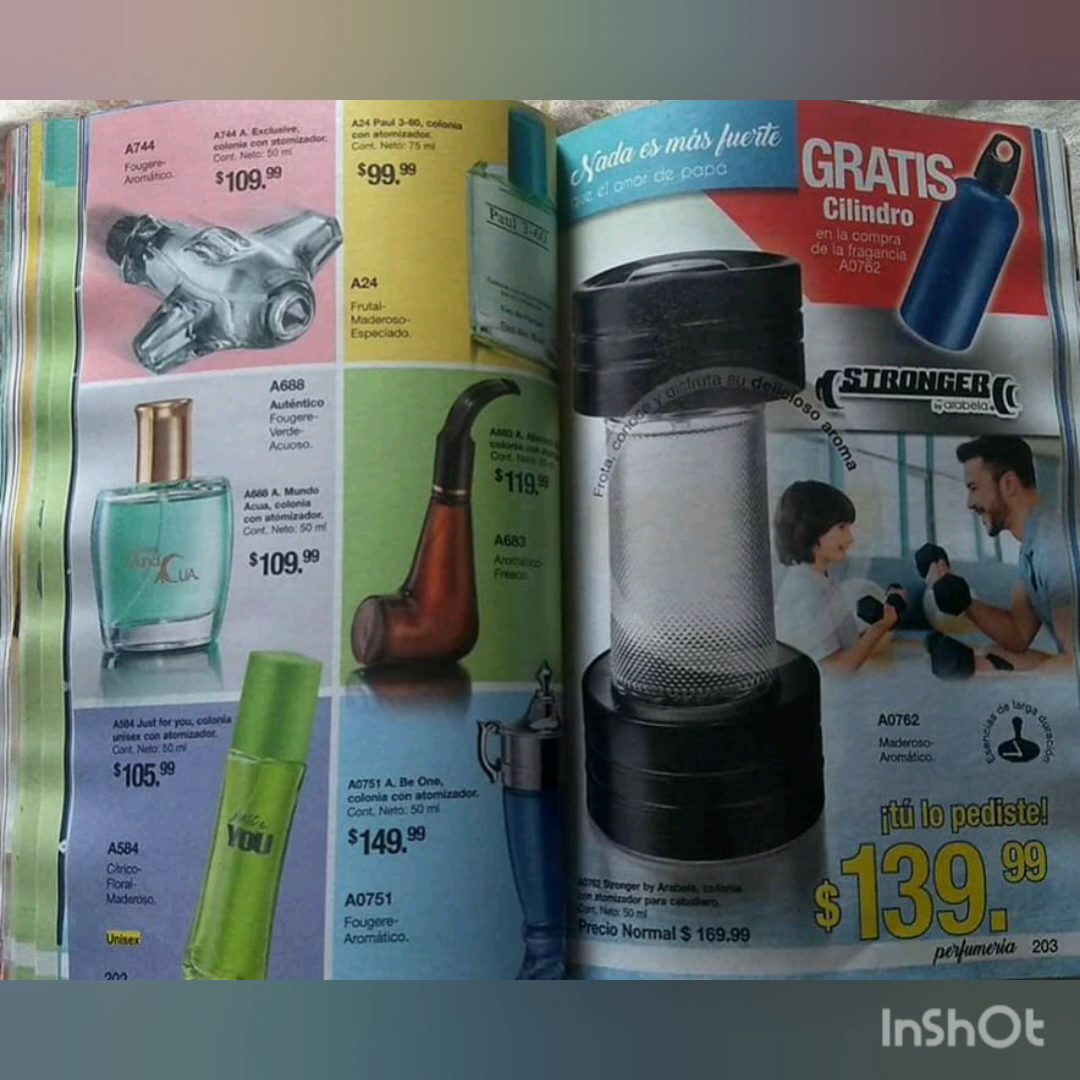 A744
Fougere-
Aromático.
A744 A. Exclusive,
colonia con atomizador.
Cont. Neto: 50 ml
$109.99
A24 Paul 3-60, colonia
con atomizador.
Cont. Neto: 75 ml
$99.99
Paul 3-60
A24
Frutal-
Maderoso-
Especiado.
A688
Auténtico
Fougere-
Verde-
Acuoso.
A688 A. Mundo
Acua, colonia
con atomizador.
Cont. Neto: 50 ml
$109.99
ACUA
$119.99
A683
Aromático-
Fresco.
A584 Just for you, colonia
unisex con atomizador.
Cont. Neto: 50 ml
$105.99
YOU
A584
Cítrico-
Floral-
Maderoso.
Unisex
202
A0751 A. Be One,
colonia con atomizador.
Cont. Neto: 50 ml
$149.99
A0751
Fougere-
Aromático.
Nada es más fuerte
que el amor de papá
GRATIS
Cilindro
en la compra
de la fragancia
A0762
STRONGER
by arabela
Frota, conoce y disfruta su delicioso aroma
A0762
Maderoso-
Aromático.
Esencias de larga duración
¡tú lo pediste!
$139.99
A0762 Stronger by Arabela, colonia
con atomizador para caballero.
Cont. Neto: 50 ml
Precio Normal $ 169.99
perfumería 203
InShOt